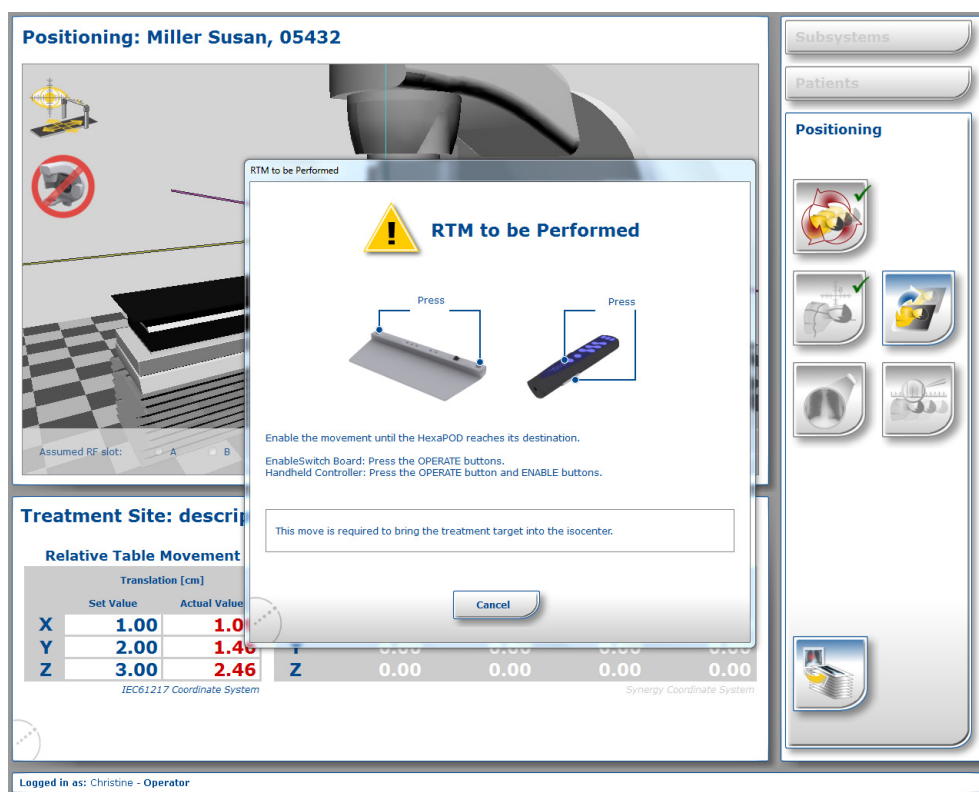 Positioning: Miller Susan, 05432
Subsystems
Patients
Positioning
RTM to be Performed
RTM to be Performed
Press
Press
Enable the movement until the HexaPOD reaches its destination.
EnableSwitch Board: Press the OPERATE buttons.
Handheld Controller: Press the OPERATE button and ENABLE buttons.
This move is required to bring the treatment target into the isocenter.
Cancel
Assumed RF slot: A B
Treatment Site:
Relative Table Movement
Translation [cm]
Set Value Actual Value
X 1.00
Y 2.00 1.46
Z 3.00 2.46 Z 0.00 0.00 0.00 0.00
IEC61217 Coordinate System Synergy Coordinate System
Logged in as: Christine - Operator